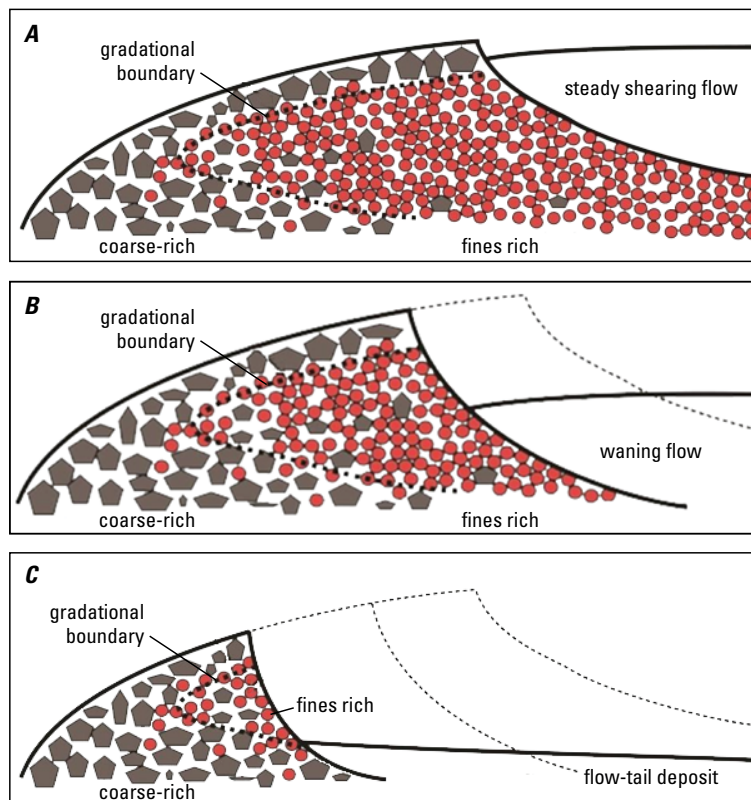 A
gradational
boundary
steady shearing flow
coarse-rich
fines rich
B
gradational
boundary
waning flow
coarse-rich
fines rich
C
gradational
boundary
fines rich
flow-tail deposit
coarse-rich